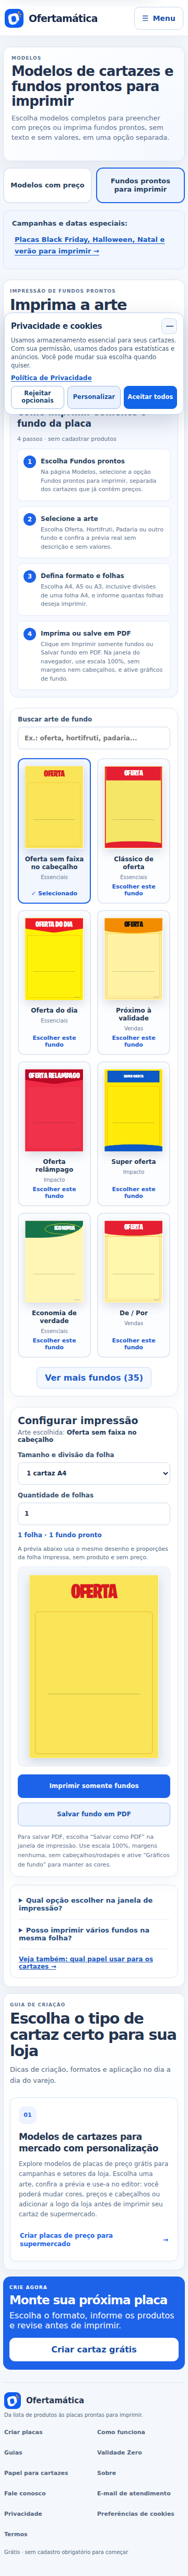 Ofertamática
☰ Menu
MODELOS
Modelos de cartazes e
fundos prontos para
imprimir
Escolha modelos completos para preencher
com preços ou imprima fundos prontos, sem
texto e sem valores, em uma opção separada.
Modelos com preço
Fundos prontos
para imprimir
Campanhas e datas especiais:
Placas Black Friday, Halloween, Natal e
verão para imprimir →
IMPRESSÃO DE FUNDOS PRONTOS
Imprima a arte
Privacidade e cookies
Usamos armazenamento essencial para seus cartazes.
Com sua permissão, usamos dados para estatísticas e
anúncios. Você pode mudar sua escolha quando
quiser.
Política de Privacidade
Rejeitar
opcionais
Personalizar
Aceitar todos
fundo da placa
4 passos · sem cadastrar produtos
1
Escolha Fundos prontos
Na página Modelos, selecione a opção
Fundos prontos para imprimir, separada
dos cartazes que já contêm preços.
2
Selecione a arte
Escolha Oferta, Hortifruti, Padaria ou outro
fundo e confira a prévia real sem
descrição e sem valores.
3
Defina formato e folhas
Escolha A4, A5 ou A3, inclusive divisões
de uma folha A4, e informe quantas folhas
deseja imprimir.
4
Imprima ou salve em PDF
Clique em Imprimir somente fundos ou
Salvar fundo em PDF. Na janela do
navegador, use escala 100%, sem
margens nem cabeçalhos, e ative gráficos
de fundo.
Buscar arte de fundo
Ex.: oferta, hortifruti, padaria...
OFERTA
Oferta sem faixa
no cabeçalho
Essenciais
✓ Selecionado
OFERTA
Clássico de
oferta
Essenciais
Escolher este
fundo
OFERTA DO DIA
Oferta do dia
Essenciais
Escolher este
fundo
OFERTA
Próximo à
validade
Vendas
Escolher este
fundo
OFERTA RELÂMPAGO
Oferta
relâmpago
Impacto
Escolher este
fundo
SUPER OFERTA
Super oferta
Impacto
Escolher este
fundo
ECONOMIA
Economia de
verdade
Essenciais
Escolher este
fundo
OFERTA
De / Por
Vendas
Escolher este
fundo
Ver mais fundos (35)
Configurar impressão
Arte escolhida: Oferta sem faixa no
cabeçalho
Tamanho e divisão da folha
1 cartaz A4
Quantidade de folhas
1
1 folha · 1 fundo pronto
A prévia abaixo usa o mesmo desenho e proporções
da folha impressa, sem produto e sem preço.
OFERTA
Imprimir somente fundos
Salvar fundo em PDF
Para salvar PDF, escolha “Salvar como PDF” na
janela de impressão. Use escala 100%, margens
nenhuma, sem cabeçalhos/rodapés e ative “Gráficos
de fundo” para manter as cores.
▶ Qual opção escolher na janela de
impressão?
▶ Posso imprimir vários fundos na
mesma folha?
Veja também: qual papel usar para os
cartazes →
GUIA DE CRIAÇÃO
Escolha o tipo de
cartaz certo para sua
loja
Dicas de criação, formatos e aplicação no dia a
dia do varejo.
01
Modelos de cartazes para
mercado com personalização
Explore modelos de placas de preço grátis para
campanhas e setores da loja. Escolha uma
arte, confira a prévia e use-a no editor: você
poderá mudar cores, preços e cabeçalhos ou
adicionar a logo da loja antes de imprimir seu
cartaz de supermercado.
Criar placas de preço para
supermercado →
CRIE AGORA
Monte sua próxima placa
Escolha o formato, informe os produtos
e revise antes de imprimir.
Criar cartaz grátis
Ofertamática
Da lista de produtos às placas prontas para imprimir.
Criar placas
Como funciona
Guias
Validade Zero
Papel para cartazes
Sobre
Fale conosco
E-mail de atendimento
Privacidade
Preferências de cookies
Termos
Grátis · sem cadastro obrigatório para começar